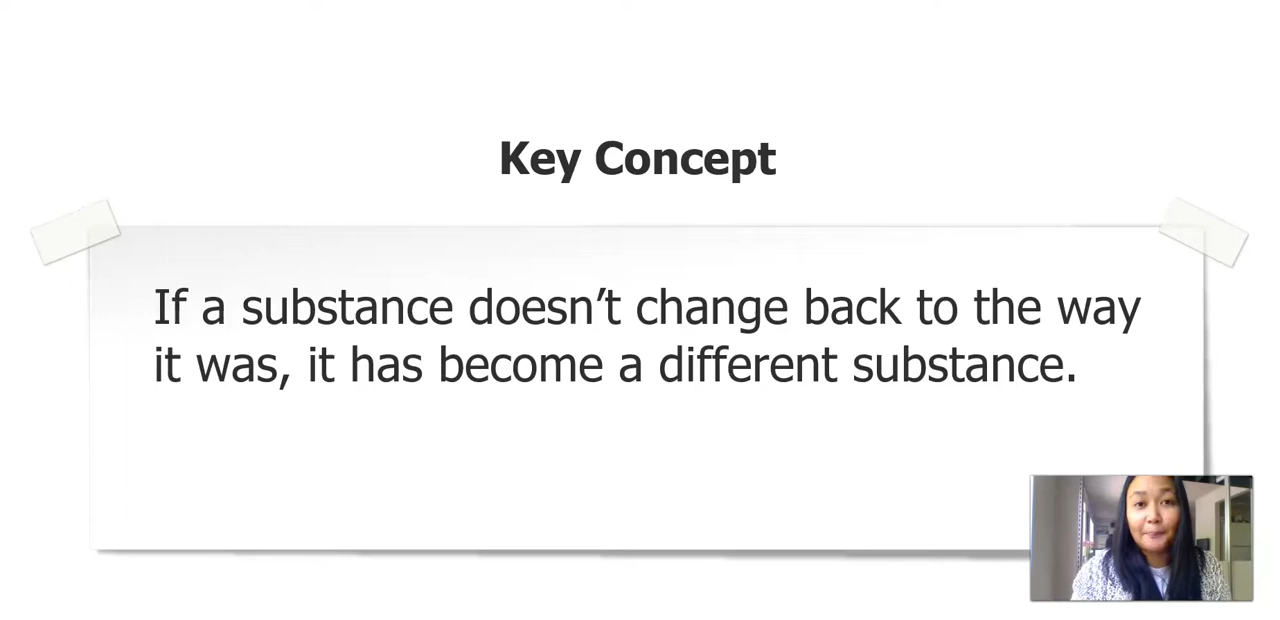 Key Concept
If a substance doesn’t change back to the way
it was, it has become a different substance.